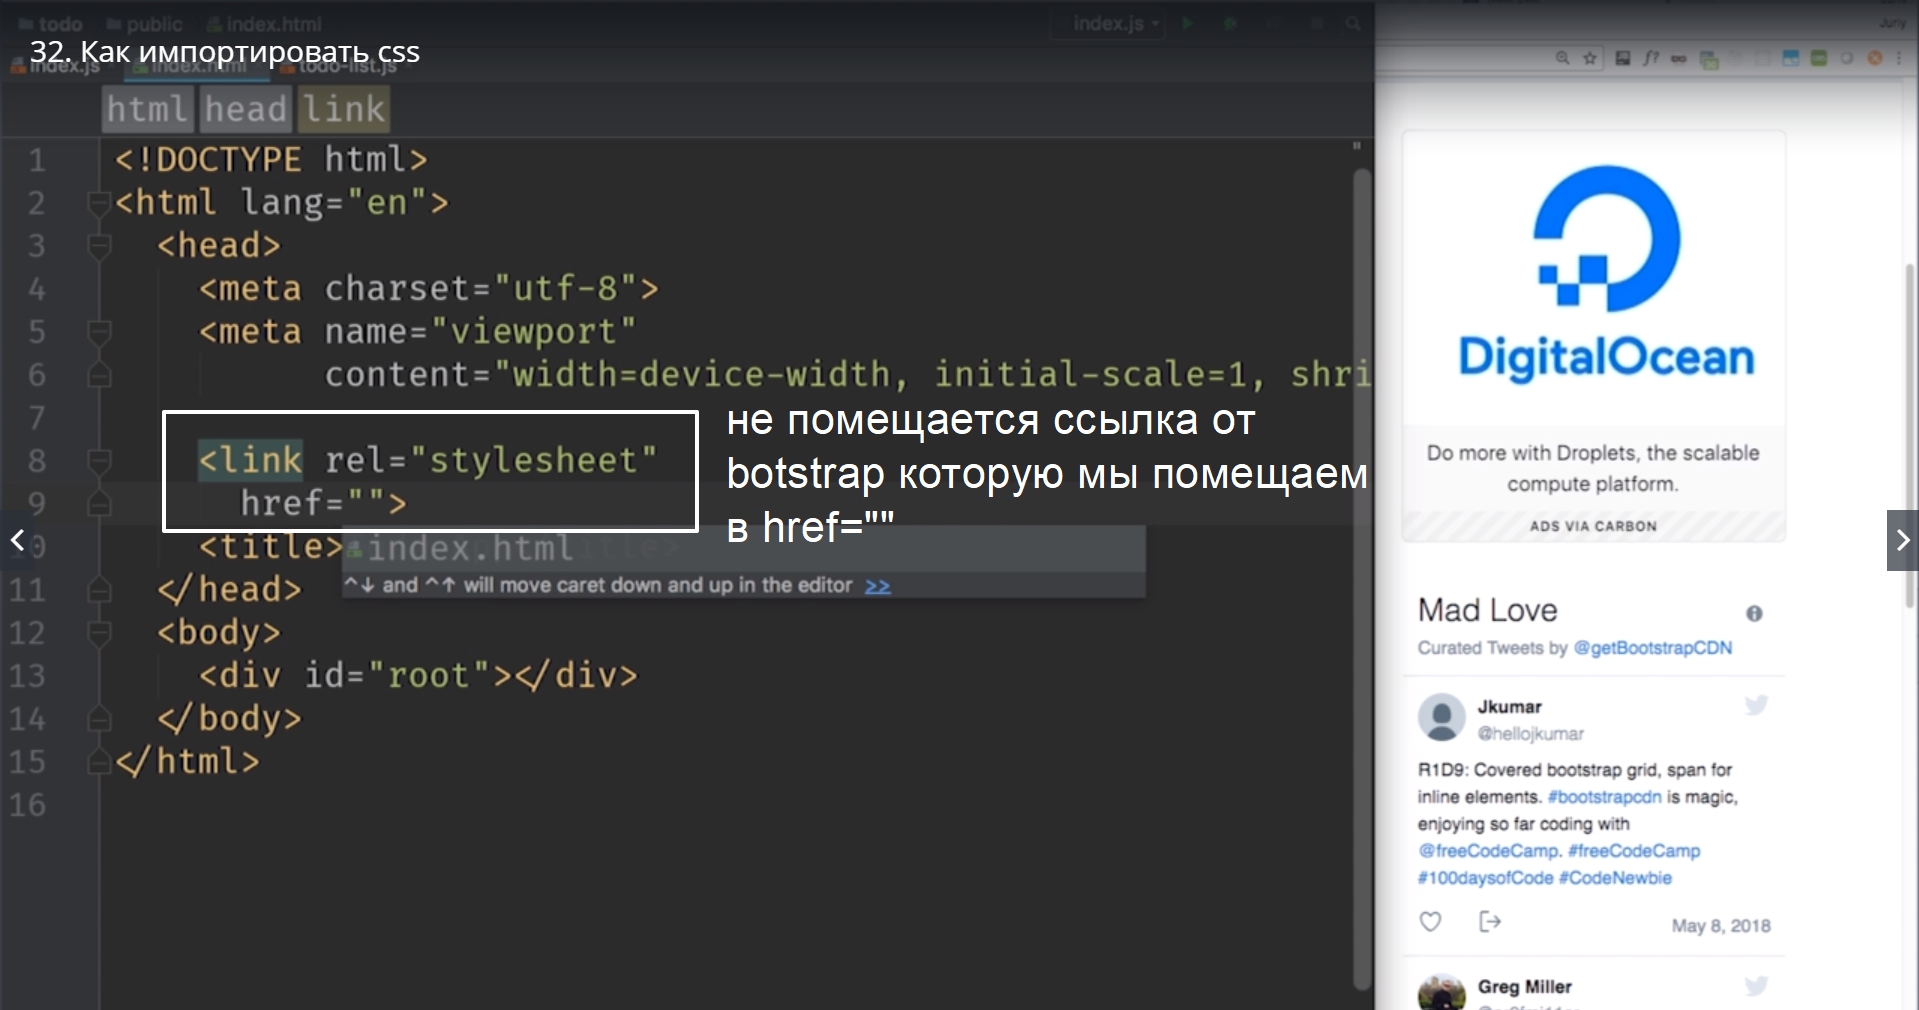 todo public index.html
index.js
32. Как импортировать css
index.js index.html todo-list.js
html head link
1 <!DOCTYPE html>
2 <html lang="en">
3 <head>
4 <meta charset="utf-8">
5 <meta name="viewport"
6 content="width=device-width, initial-scale=1, shri
7
8 <link rel="stylesheet"
9 href="">
10 <title>
index.html
^↓ and ^↑ will move caret down and up in the editor >>
11 </head>
12 <body>
13 <div id="root"></div>
14 </body>
15 </html>
16
не помещается ссылка от
botstrap которую мы помещаем
в href=""
DigitalOcean
Do more with Droplets, the scalable
compute platform.
ADS VIA CARBON
Mad Love
Curated Tweets by @getBootstrapCDN
Jkumar
@hellojkumar
R1D9: Covered bootstrap grid, span for
inline elements. #bootstrapcdn is magic,
enjoying so far coding with
@freeCodeCamp. #freeCodeCamp
#100daysofCode #CodeNewbie
May 8, 2018
Greg Miller